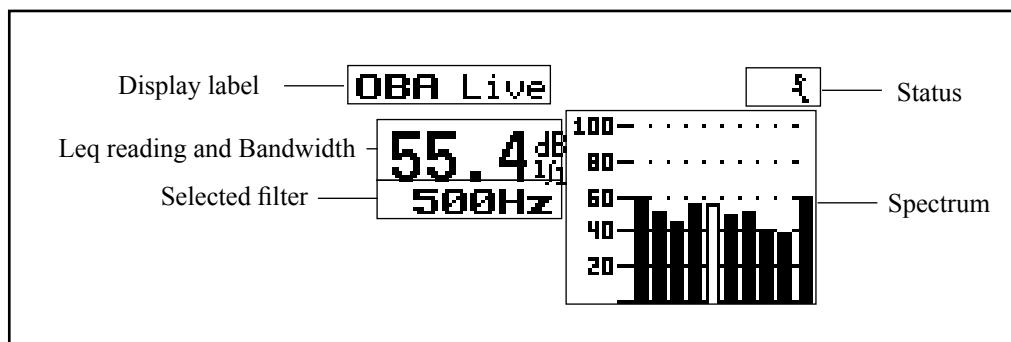 Display label
OBA Live
Status
Leq reading and Bandwidth
55.4 dB 1/1
Selected filter
500Hz
100
80
60
40
20
Spectrum